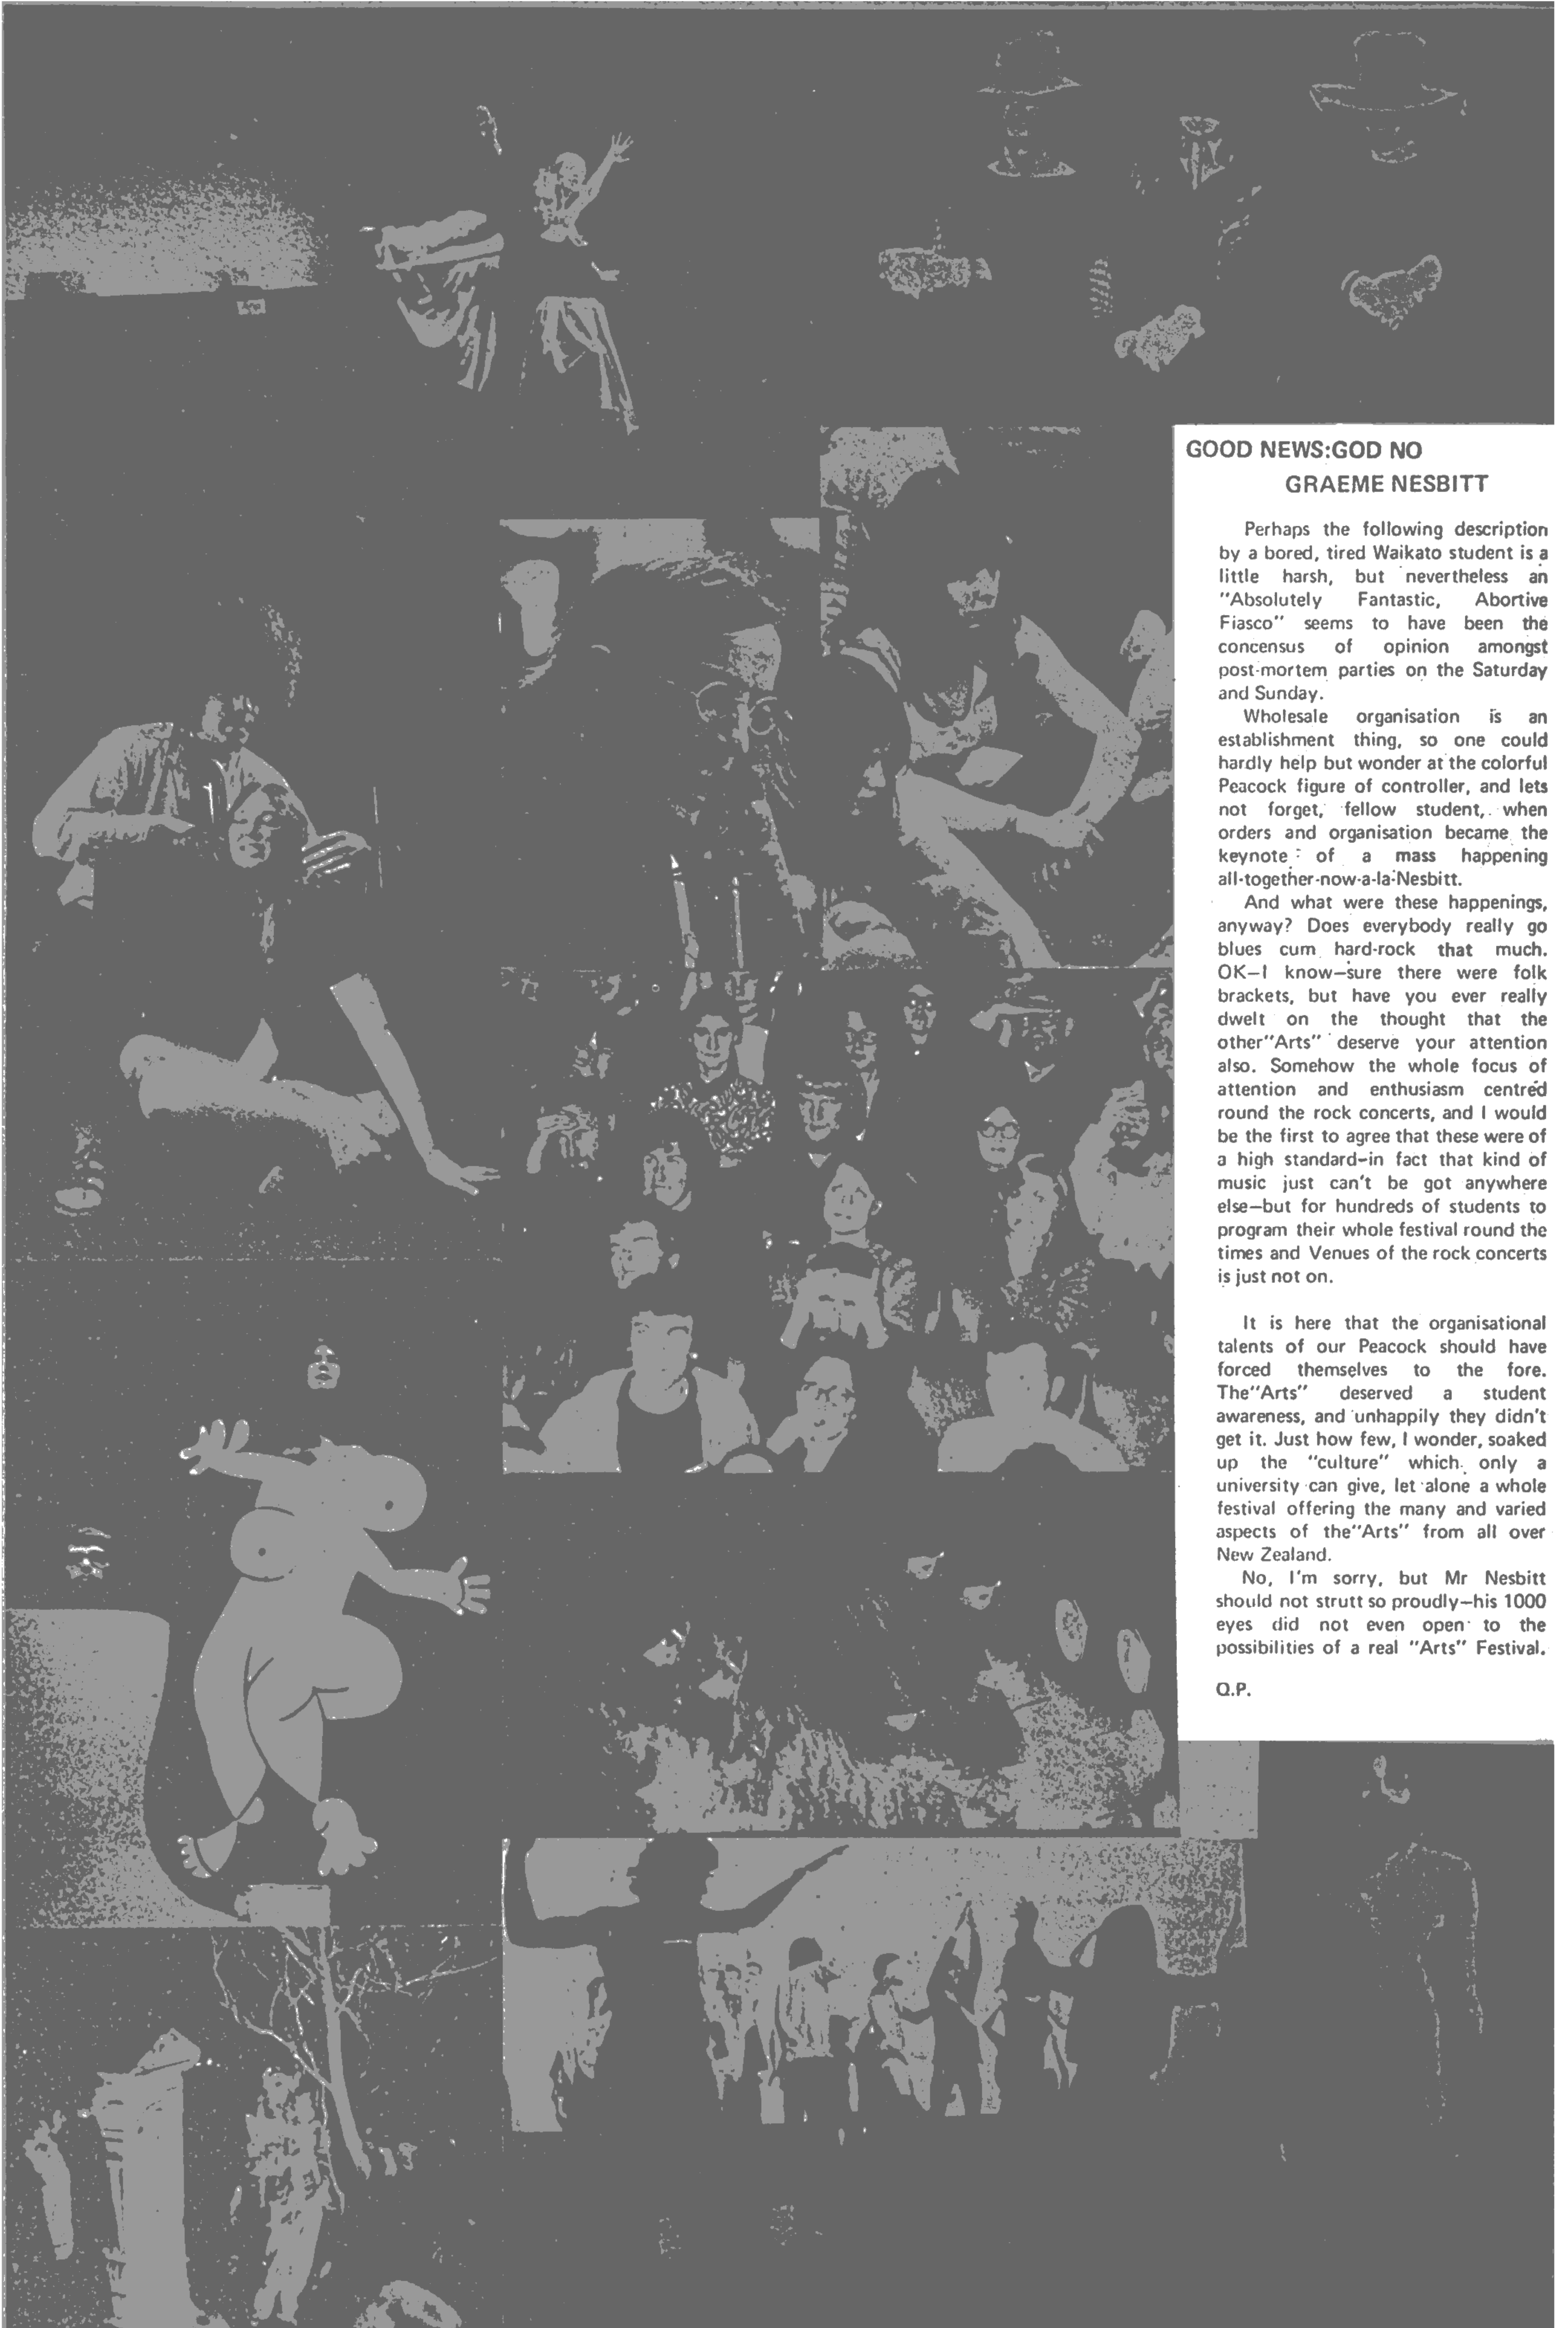 GOOD NEWS:GOD NO
GRAEME NESBITT
Perhaps the following description
by a bored, tired Waikato student is a
little harsh, but nevertheless an
"Absolutely Fantastic, Abortive
Fiasco" seems to have been the
concensus of opinion amongst
post-mortem parties on the Saturday
and Sunday.
Wholesale organisation is an
establishment thing, so one could
hardly help but wonder at the colorful
Peacock figure of controller, and lets
not forget, fellow student, when
orders and organisation became the
keynote of a mass happening
all-together-now-a-la-Nesbitt.
And what were these happenings,
anyway? Does everybody really go
blues cum hard-rock that much.
OK—I know—sure there were folk
brackets, but have you ever really
dwelt on the thought that the
other"Arts" deserve your attention
also. Somehow the whole focus of
attention and enthusiasm centred
round the rock concerts, and I would
be the first to agree that these were of
a high standard—in fact that kind of
music just can't be got anywhere
else—but for hundreds of students to
program their whole festival round the
times and Venues of the rock concerts
is just not on.
It is here that the organisational
talents of our Peacock should have
forced themselves to the fore.
The"Arts" deserved a student
awareness, and unhappily they didn't
get it. Just how few, I wonder, soaked
up the "culture" which only a
university can give, let alone a whole
festival offering the many and varied
aspects of the"Arts" from all over
New Zealand.
No, I'm sorry, but Mr Nesbitt
should not strutt so proudly—his 1000
eyes did not even open to the
possibilities of a real "Arts" Festival.
Q.P.